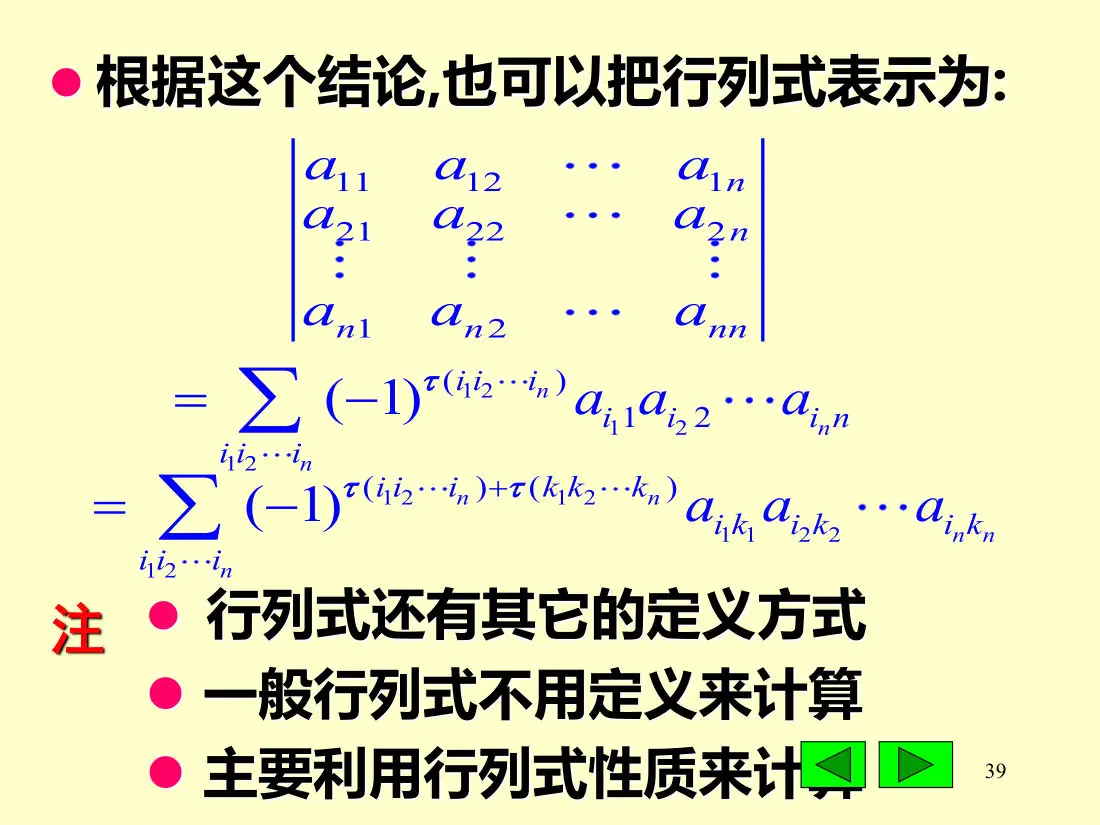 根据这个结论,也可以把行列式表示为:
a11 a12 ⋯ a1n
a21 a22 ⋯ a2n
⋮ ⋮ ⋮
an1 an2 ⋯ ann
= ∑ (−1)^τ(i1i2⋯in) ai11 ai22 ⋯ainn
i1i2⋯in
= ∑ (−1)^τ(i1i2⋯in)+τ(k1k2⋯kn) ai1k1 ai2k2 ⋯ainkn
i1i2⋯in
注 行列式还有其它的定义方式
一般行列式不用定义来计算
主要利用行列式性质来计算
39